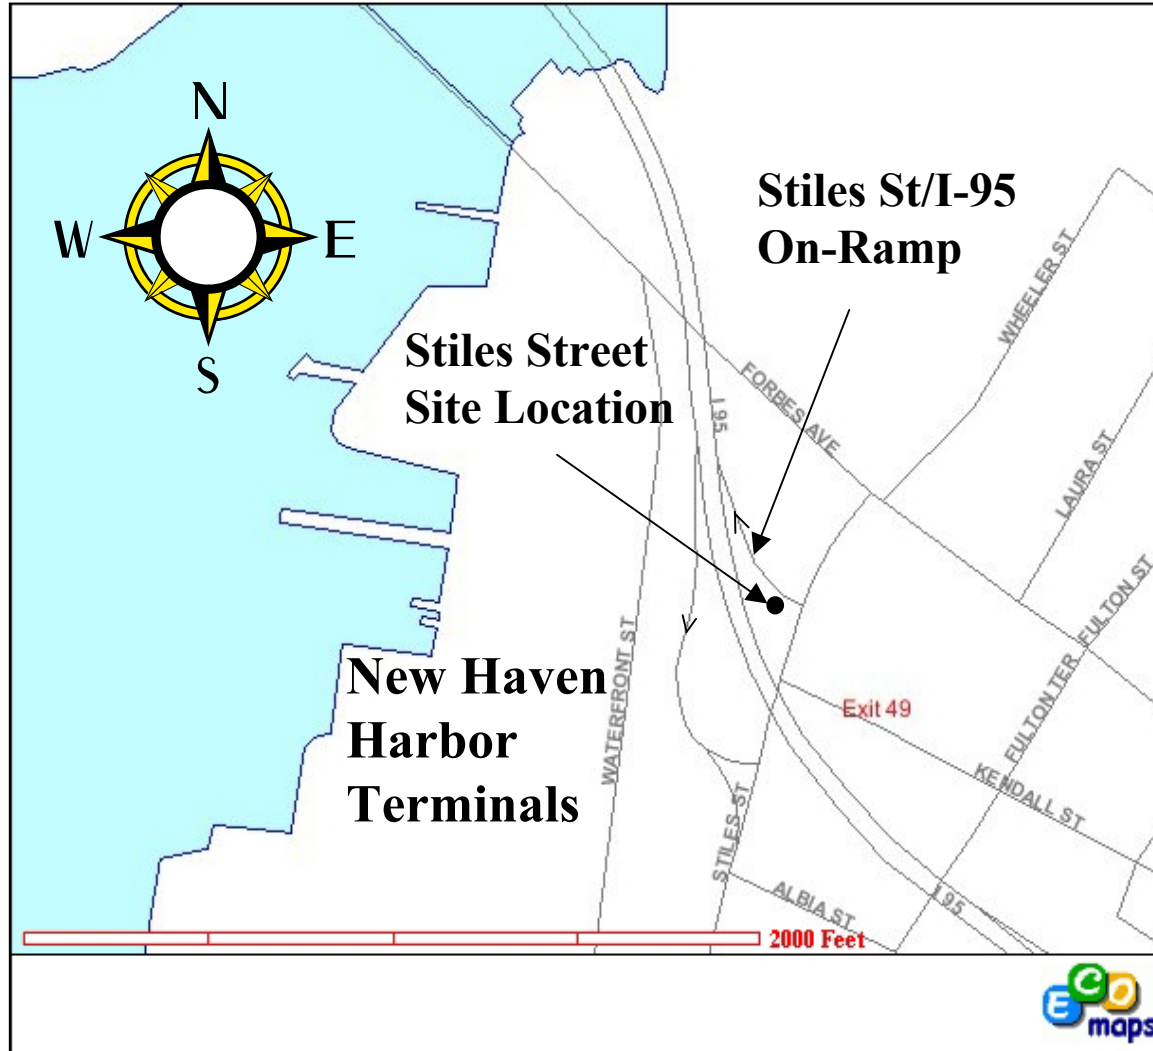 N
W
E
S
Stiles St/I-95
On-Ramp
Stiles Street
Site Location
WHEELER ST
FORBES AVE
I 95
LAURA ST
FULTON ST
FULTON TER
WATERFRONT ST
New Haven
Harbor
Terminals
Exit 49
KENDALL ST
STILES ST
ALBIA ST
I 95
2000 Feet
ECO
maps